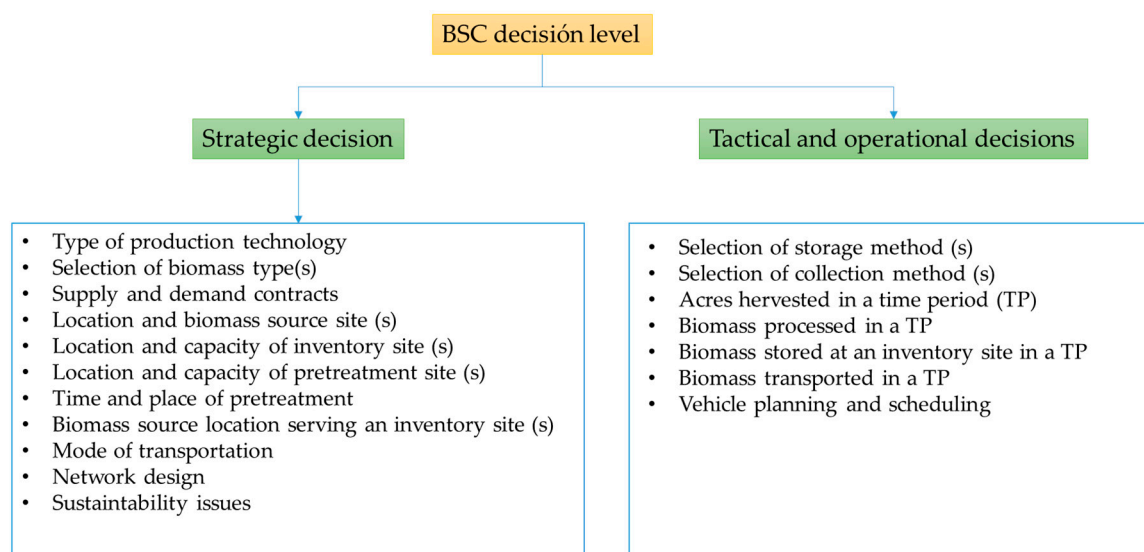 BSC decisión level
Strategic decision
Tactical and operational decisions
• Type of production technology
• Selection of biomass type(s)
• Supply and demand contracts
• Location and biomass source site (s)
• Location and capacity of inventory site (s)
• Location and capacity of pretreatment site (s)
• Time and place of pretreatment
• Biomass source location serving an inventory site (s)
• Mode of transportation
• Network design
• Sustaintability issues
• Selection of storage method (s)
• Selection of collection method (s)
• Acres hervested in a time period (TP)
• Biomass processed in a TP
• Biomass stored at an inventory site in a TP
• Biomass transported in a TP
• Vehicle planning and scheduling